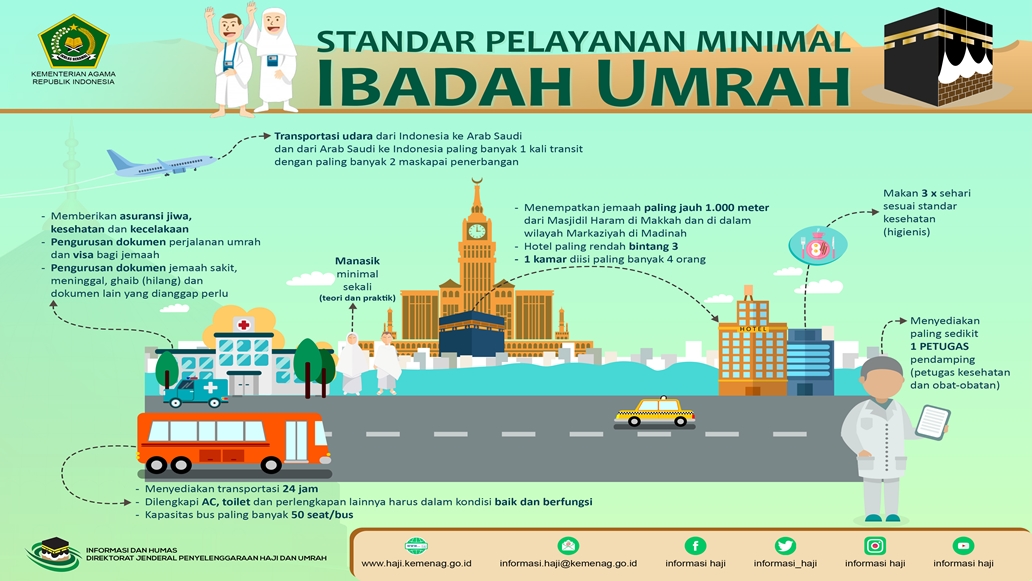 KEMENTERIAN AGAMA
REPUBLIK INDONESIA
STANDAR PELAYANAN MINIMAL
IBADAH UMRAH
Transportasi udara dari Indonesia ke Arab Saudi
dan dari Arab Saudi ke Indonesia paling banyak 1 kali transit
dengan paling banyak 2 maskapai penerbangan
- Memberikan asuransi jiwa,
kesehatan dan kecelakaan
- Pengurusan dokumen perjalanan umrah
dan visa bagi jemaah
- Pengurusan dokumen jemaah sakit,
meninggal, ghaib (hilang) dan
dokumen lain yang dianggap perlu
Manasik
minimal
sekali
(teori dan praktik)
- Menempatkan jemaah paling jauh 1.000 meter
dari Masjidil Haram di Makkah dan di dalam
wilayah Markaziyah di Madinah
- Hotel paling rendah bintang 3
- 1 kamar diisi paling banyak 4 orang
Makan 3 x sehari
sesuai standar
kesehatan
(higienis)
HOTEL
Menyediakan
paling sedikit
1 PETUGAS
pendamping
(petugas kesehatan
dan obat-obatan)
- Menyediakan transportasi 24 jam
- Dilengkapi AC, toilet dan perlengkapan lainnya harus dalam kondisi baik dan berfungsi
- Kapasitas bus paling banyak 50 seat/bus
INFORMASI DAN HUMAS
DIREKTORAT JENDERAL PENYELENGGARAAN HAJI DAN UMRAH
www.haji.kemenag.go.id
informasi.haji@kemenag.go.id
informasi haji
informasi_haji
informasi haji
informasi haji